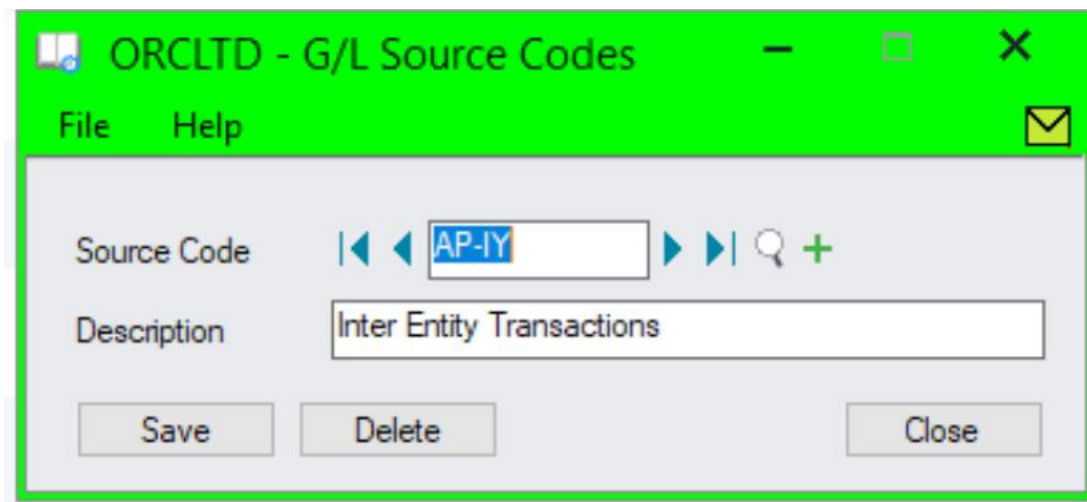 ORCLTD - G/L Source Codes
File Help
Source Code AP-IY
Description Inter Entity Transactions
Save Delete Close